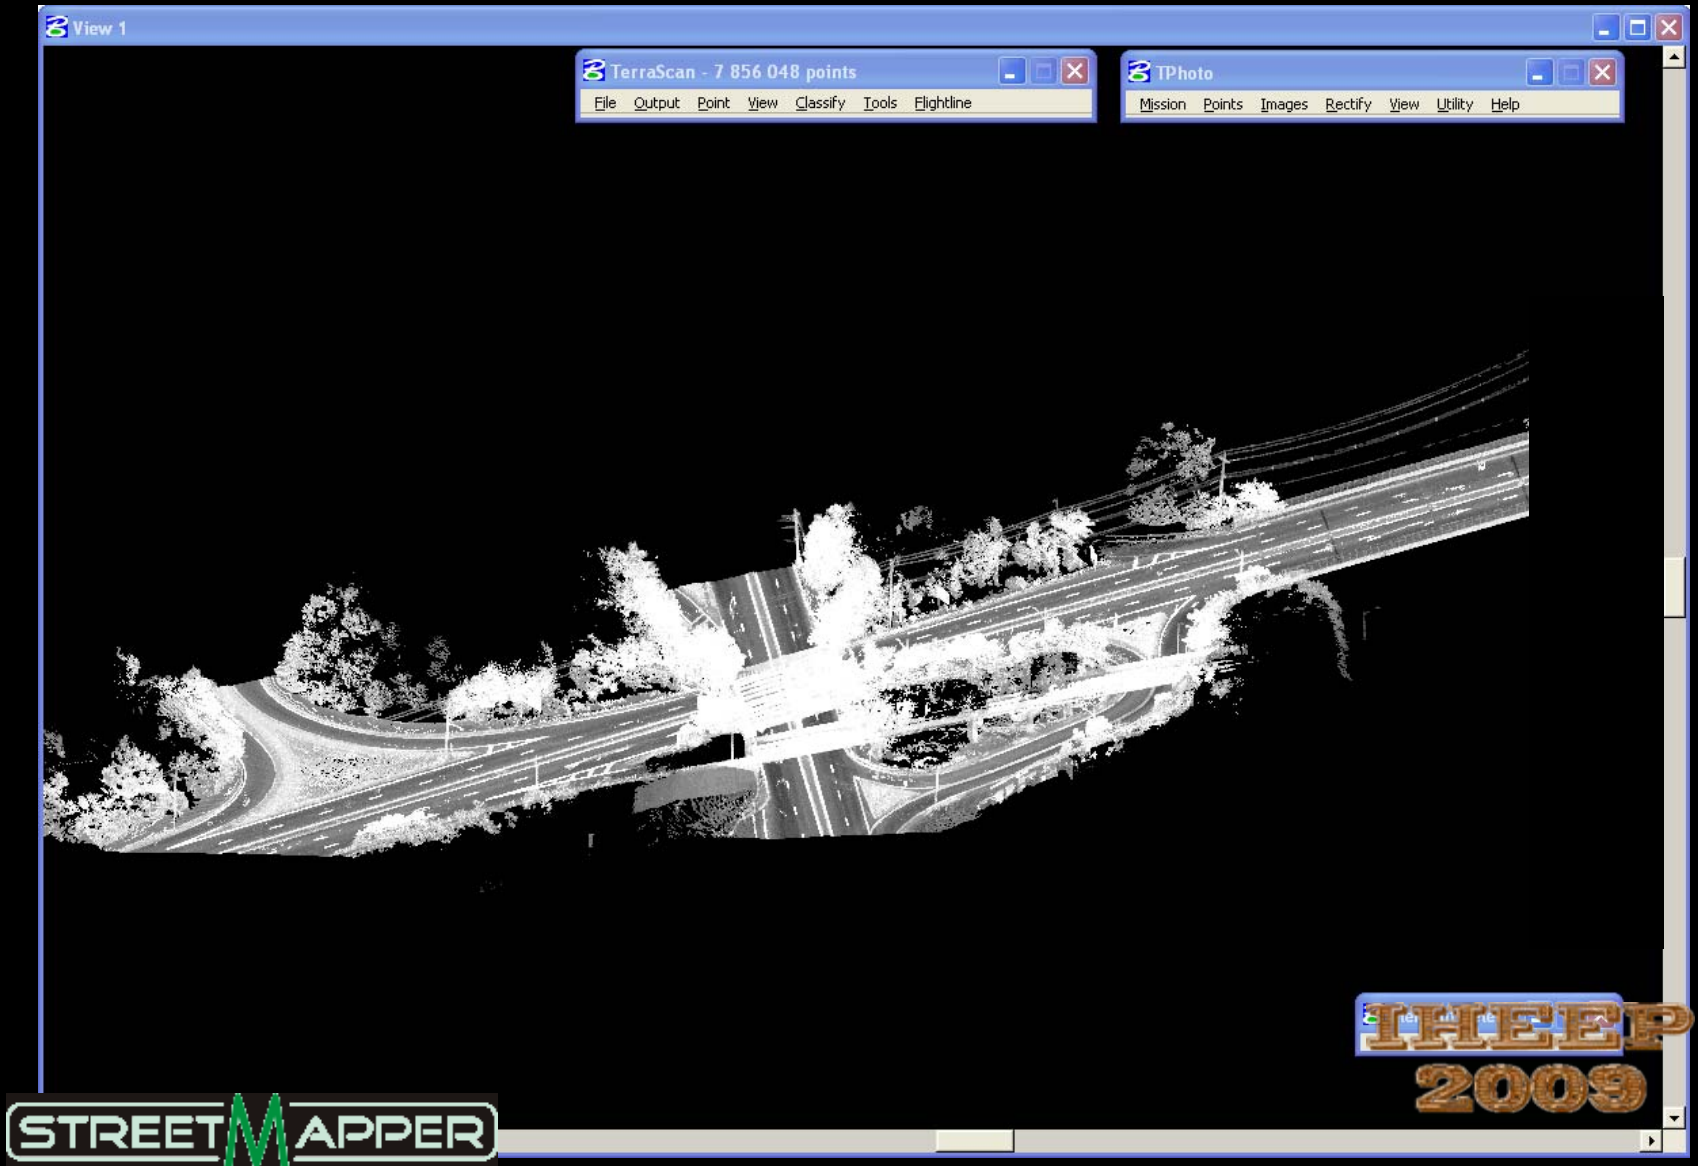 View 1
TerraScan - 7 856 048 points
File Output Point View Classify Tools Flightline
TPhoto
Mission Points Images Rectify View Utility Help
IHEEP
2009
STREETMAPPER